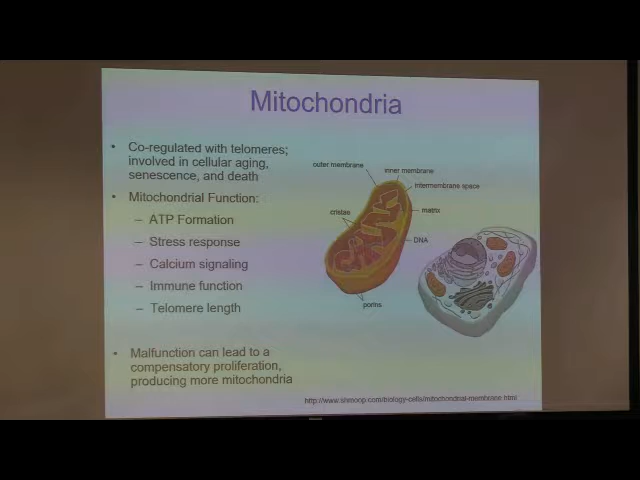 Mitochondria
• Co-regulated with telomeres;
involved in cellular aging,
senescence, and death
• Mitochondrial Function:
– ATP Formation
– Stress response
– Calcium signaling
– Immune function
– Telomere length
• Malfunction can lead to a
compensatory proliferation,
producing more mitochondria
outer membrane
inner membrane
intermembrane space
cristae
matrix
DNA
porins
http://www.shmoop.com/biology-cells/mitochondrial-membrane.html